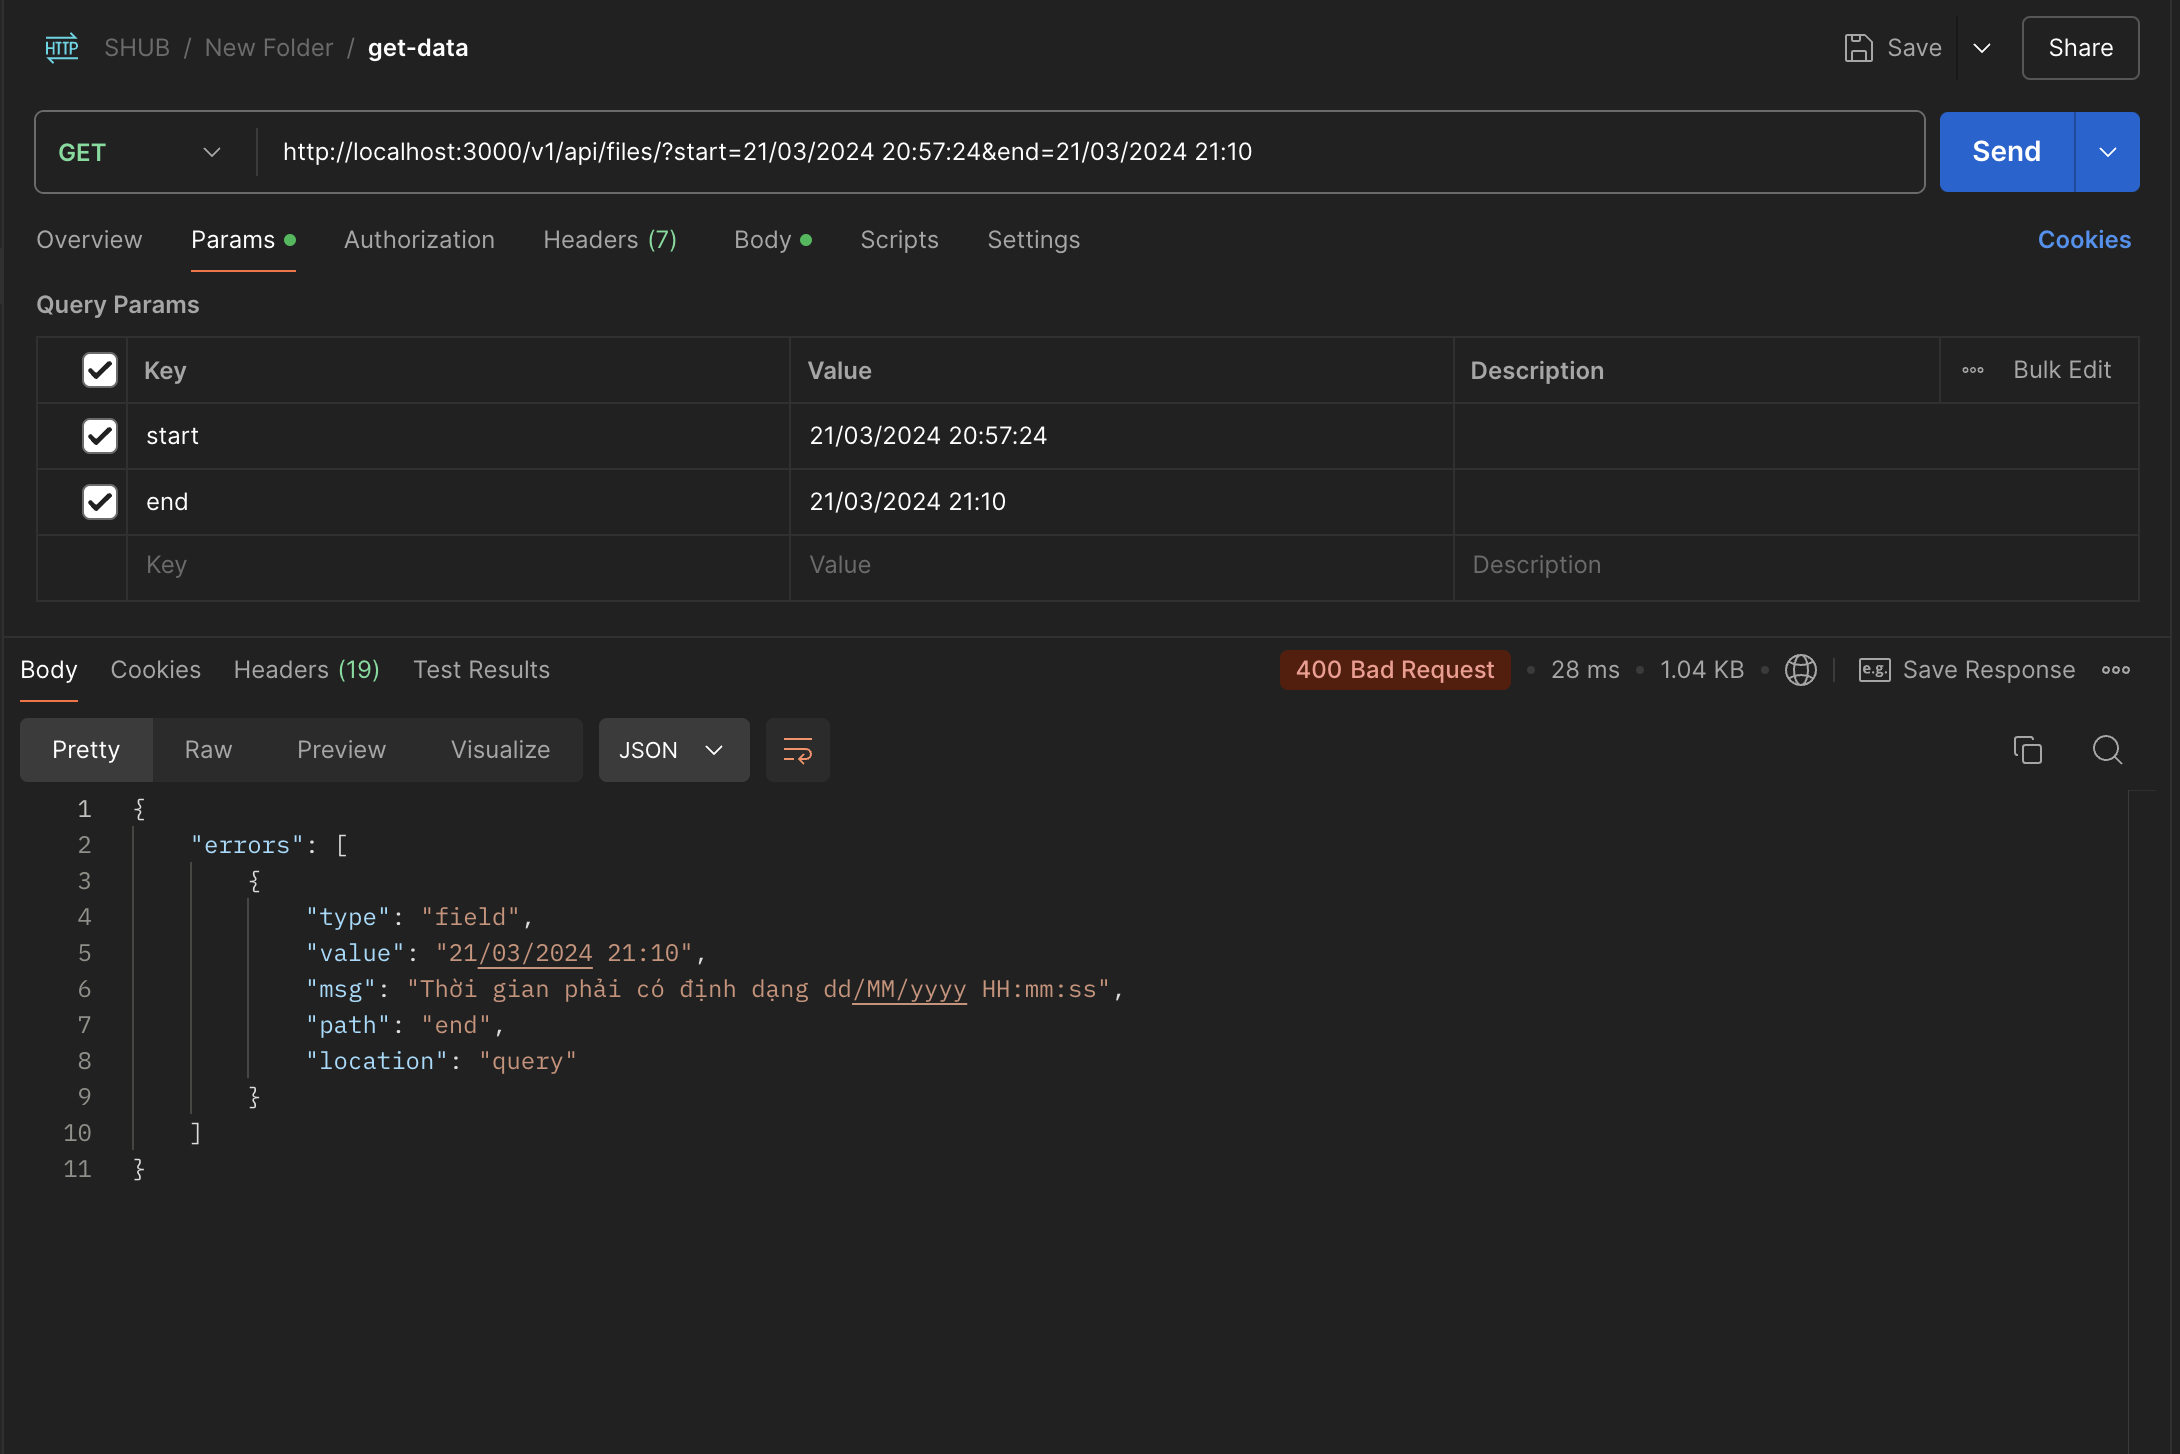 HTTP SHUB / New Folder / get-data Save Share
GET http://localhost:3000/v1/api/files/?start=21/03/2024 20:57:24&end=21/03/2024 21:10 Send
Overview Params Authorization Headers (7) Body Scripts Settings Cookies
Query Params
Key Value Description Bulk Edit
start 21/03/2024 20:57:24
end 21/03/2024 21:10
Key Value Description
Body Cookies Headers (19) Test Results 400 Bad Request • 28 ms • 1.04 KB • e.g. Save Response
Pretty Raw Preview Visualize JSON
1 {
2 "errors": [
3 {
4 "type": "field",
5 "value": "21/03/2024 21:10",
6 "msg": "Thời gian phải có định dạng dd/MM/yyyy HH:mm:ss",
7 "path": "end",
8 "location": "query"
9 }
10 ]
11 }